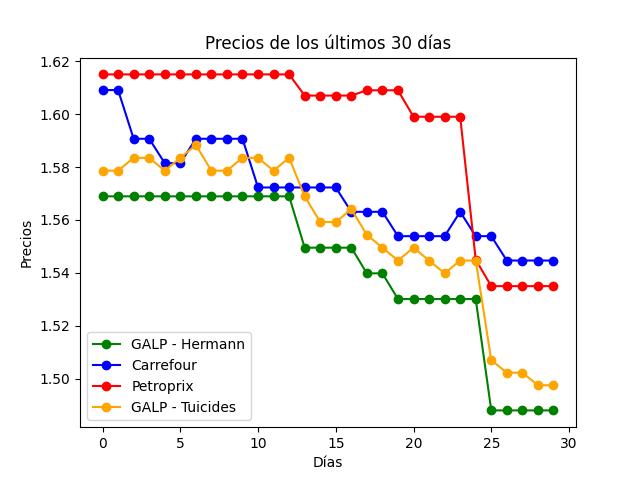 Precios de los últimos 30 días
1.62
1.60
1.58
1.56
1.54
1.52
1.50
Precios
GALP - Hermann
Carrefour
Petroprix
GALP - Tuicides
0 5 10 15 20 25 30
Días